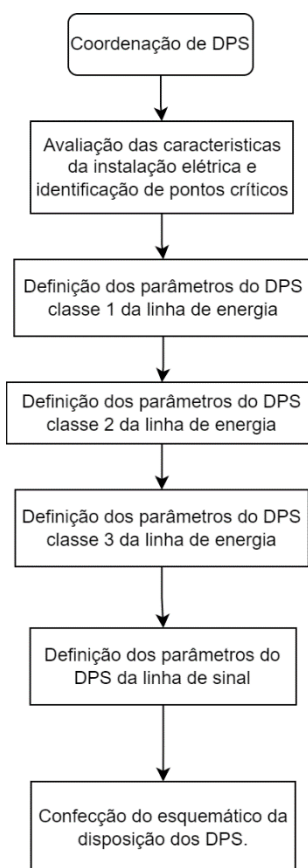 Coordenação de DPS
Avaliação das caracteristicas
da instalação elétrica e
identificação de pontos críticos
Definição dos parâmetros do DPS
classe 1 da linha de energia
Definição dos parâmetros do DPS
classe 2 da linha de energia
Definição dos parâmetros do DPS
classe 3 da linha de energia
Definição dos parâmetros do
DPS da linha de sinal
Confecção do esquemático da
disposição dos DPS.